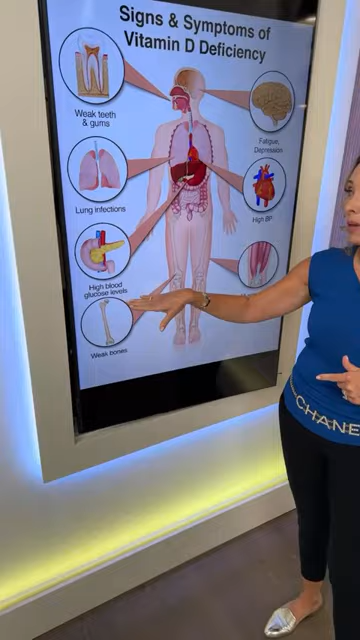 Signs & Symptoms of
Vitamin D Deficiency
Weak teeth
& gums
Fatigue,
Depression
Lung infections
High BP
High blood
glucose levels
Weak bones
CHANE